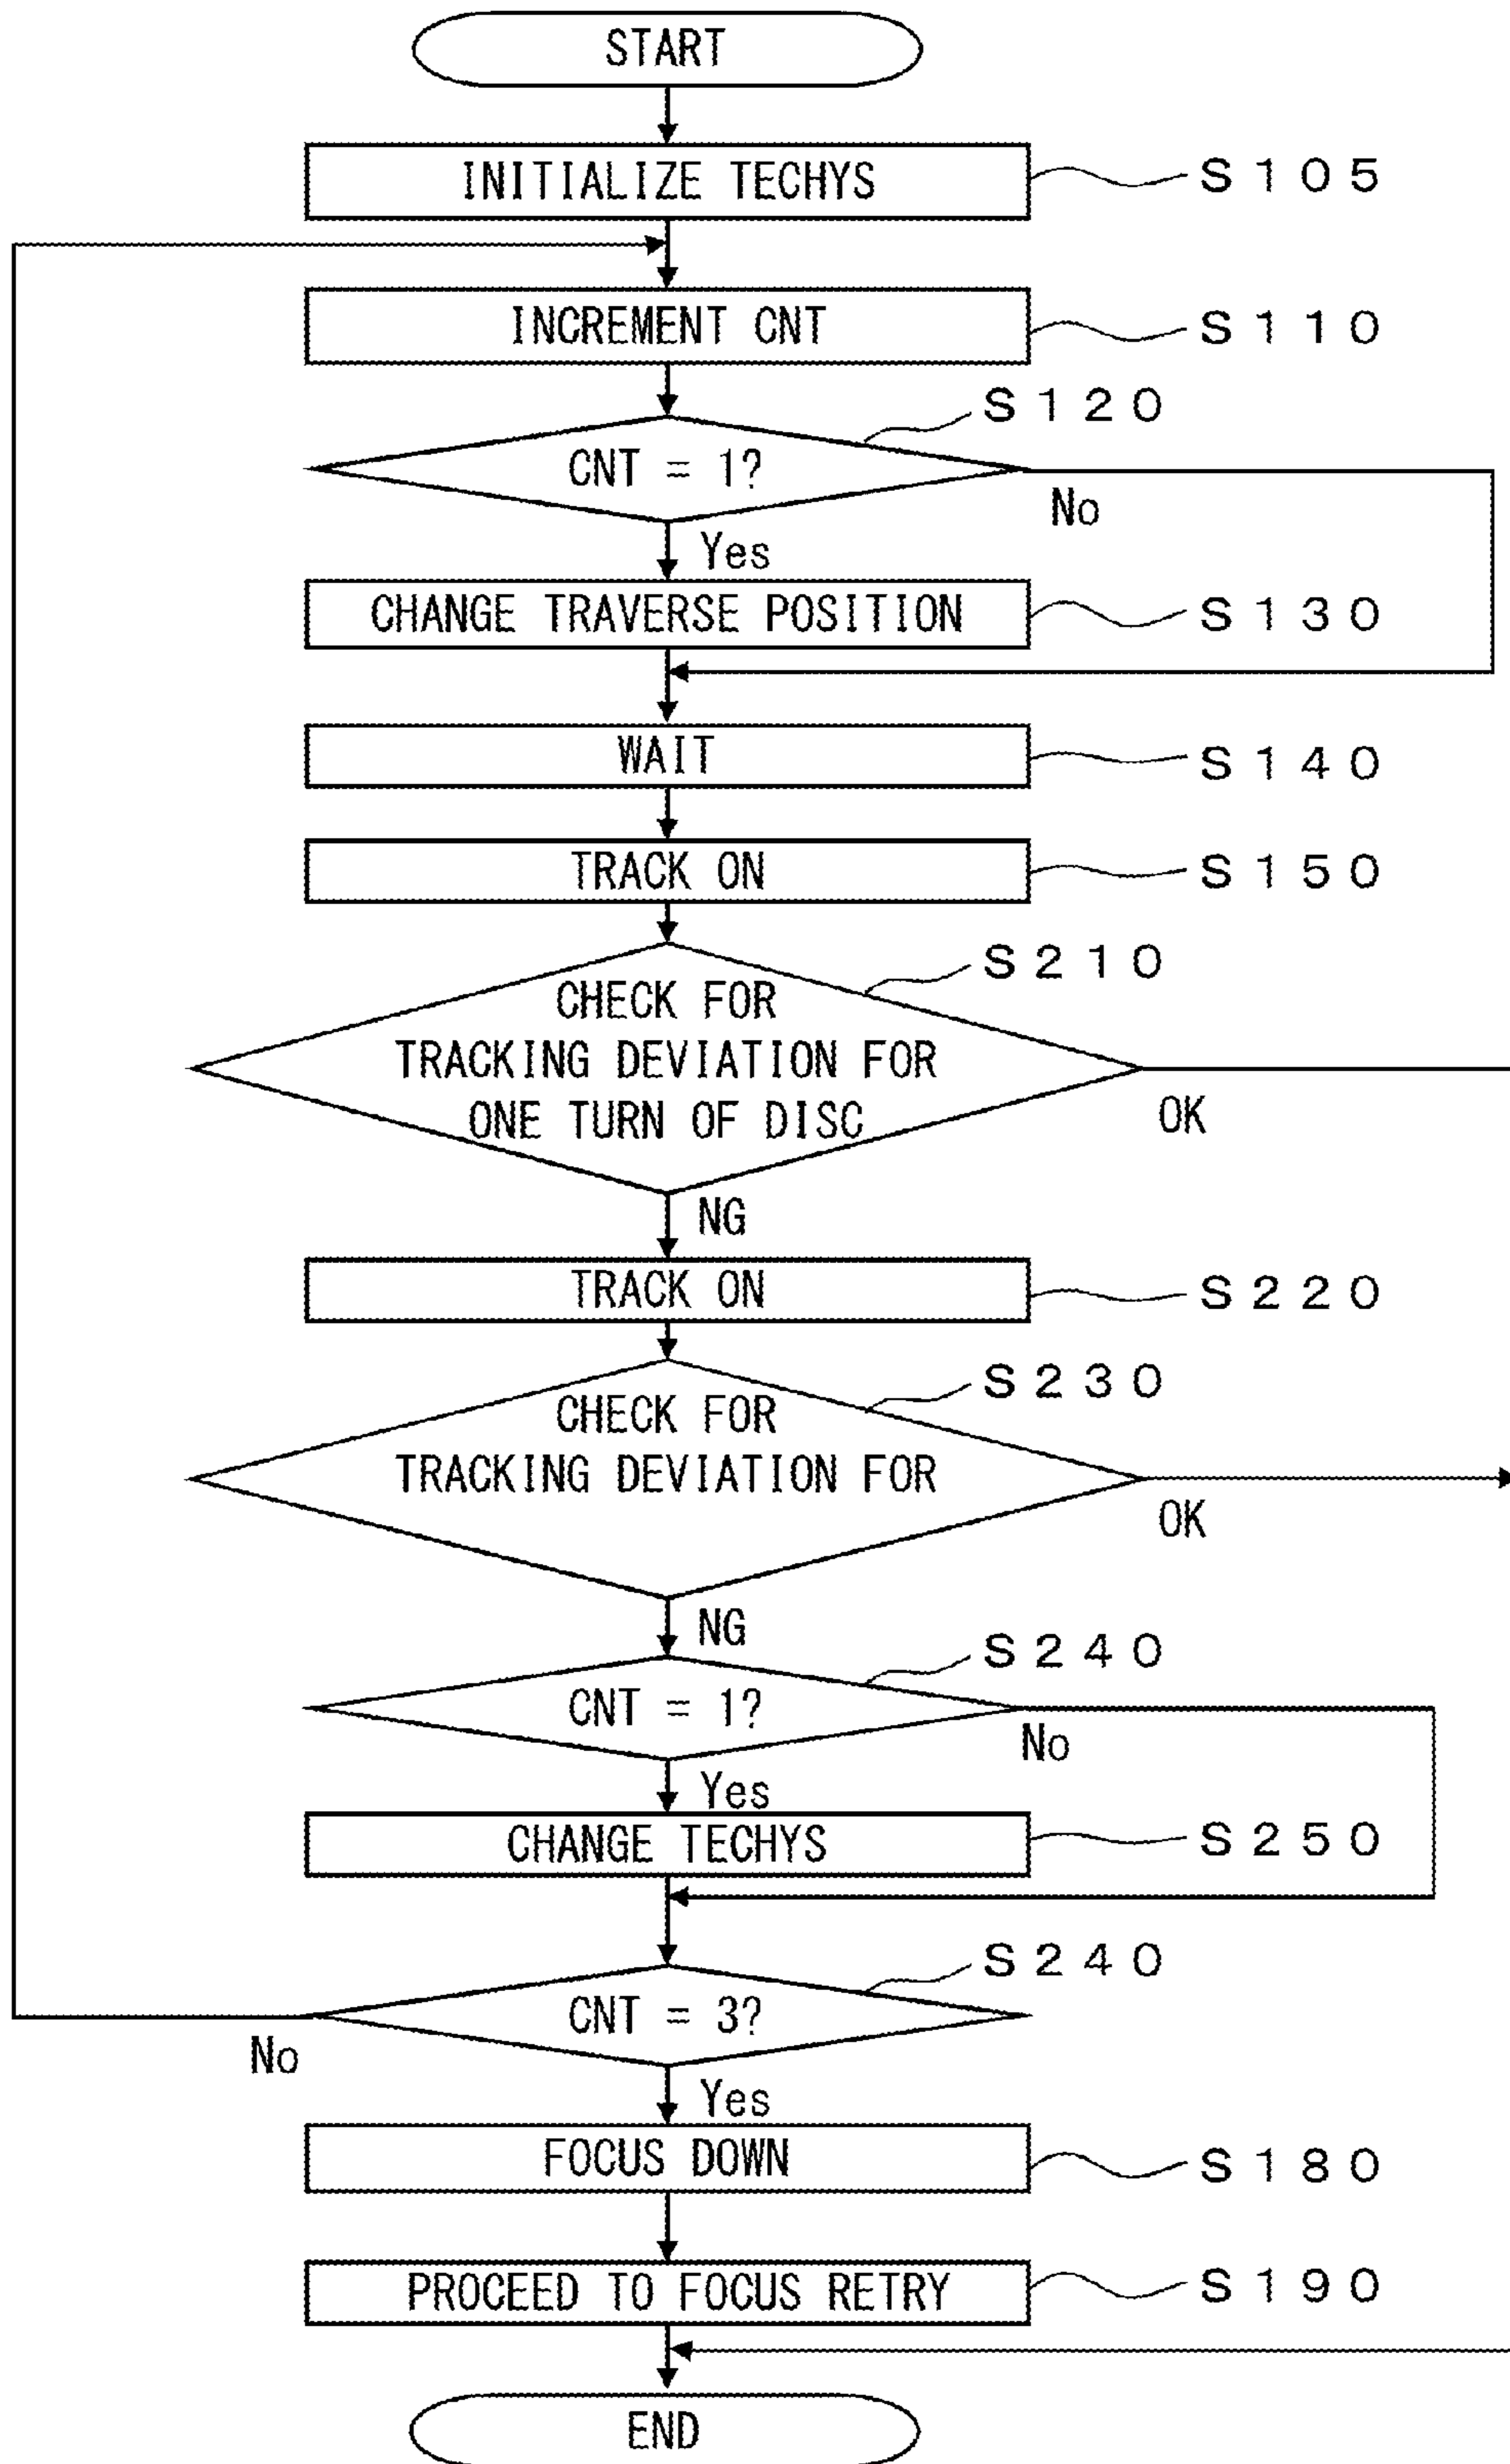 START
INITIALIZE TECHYS
S105
INCREMENT CNT
S110
S120
CNT = 1?
No
Yes
CHANGE TRAVERSE POSITION
S130
WAIT
S140
TRACK ON
S150
S210
CHECK FOR
TRACKING DEVIATION FOR
ONE TURN OF DISC
OK
NG
TRACK ON
S220
S230
CHECK FOR
TRACKING DEVIATION FOR
OK
NG
S240
CNT = 1?
No
Yes
CHANGE TECHYS
S250
S240
CNT = 3?
No
Yes
FOCUS DOWN
S180
PROCEED TO FOCUS RETRY
S190
END